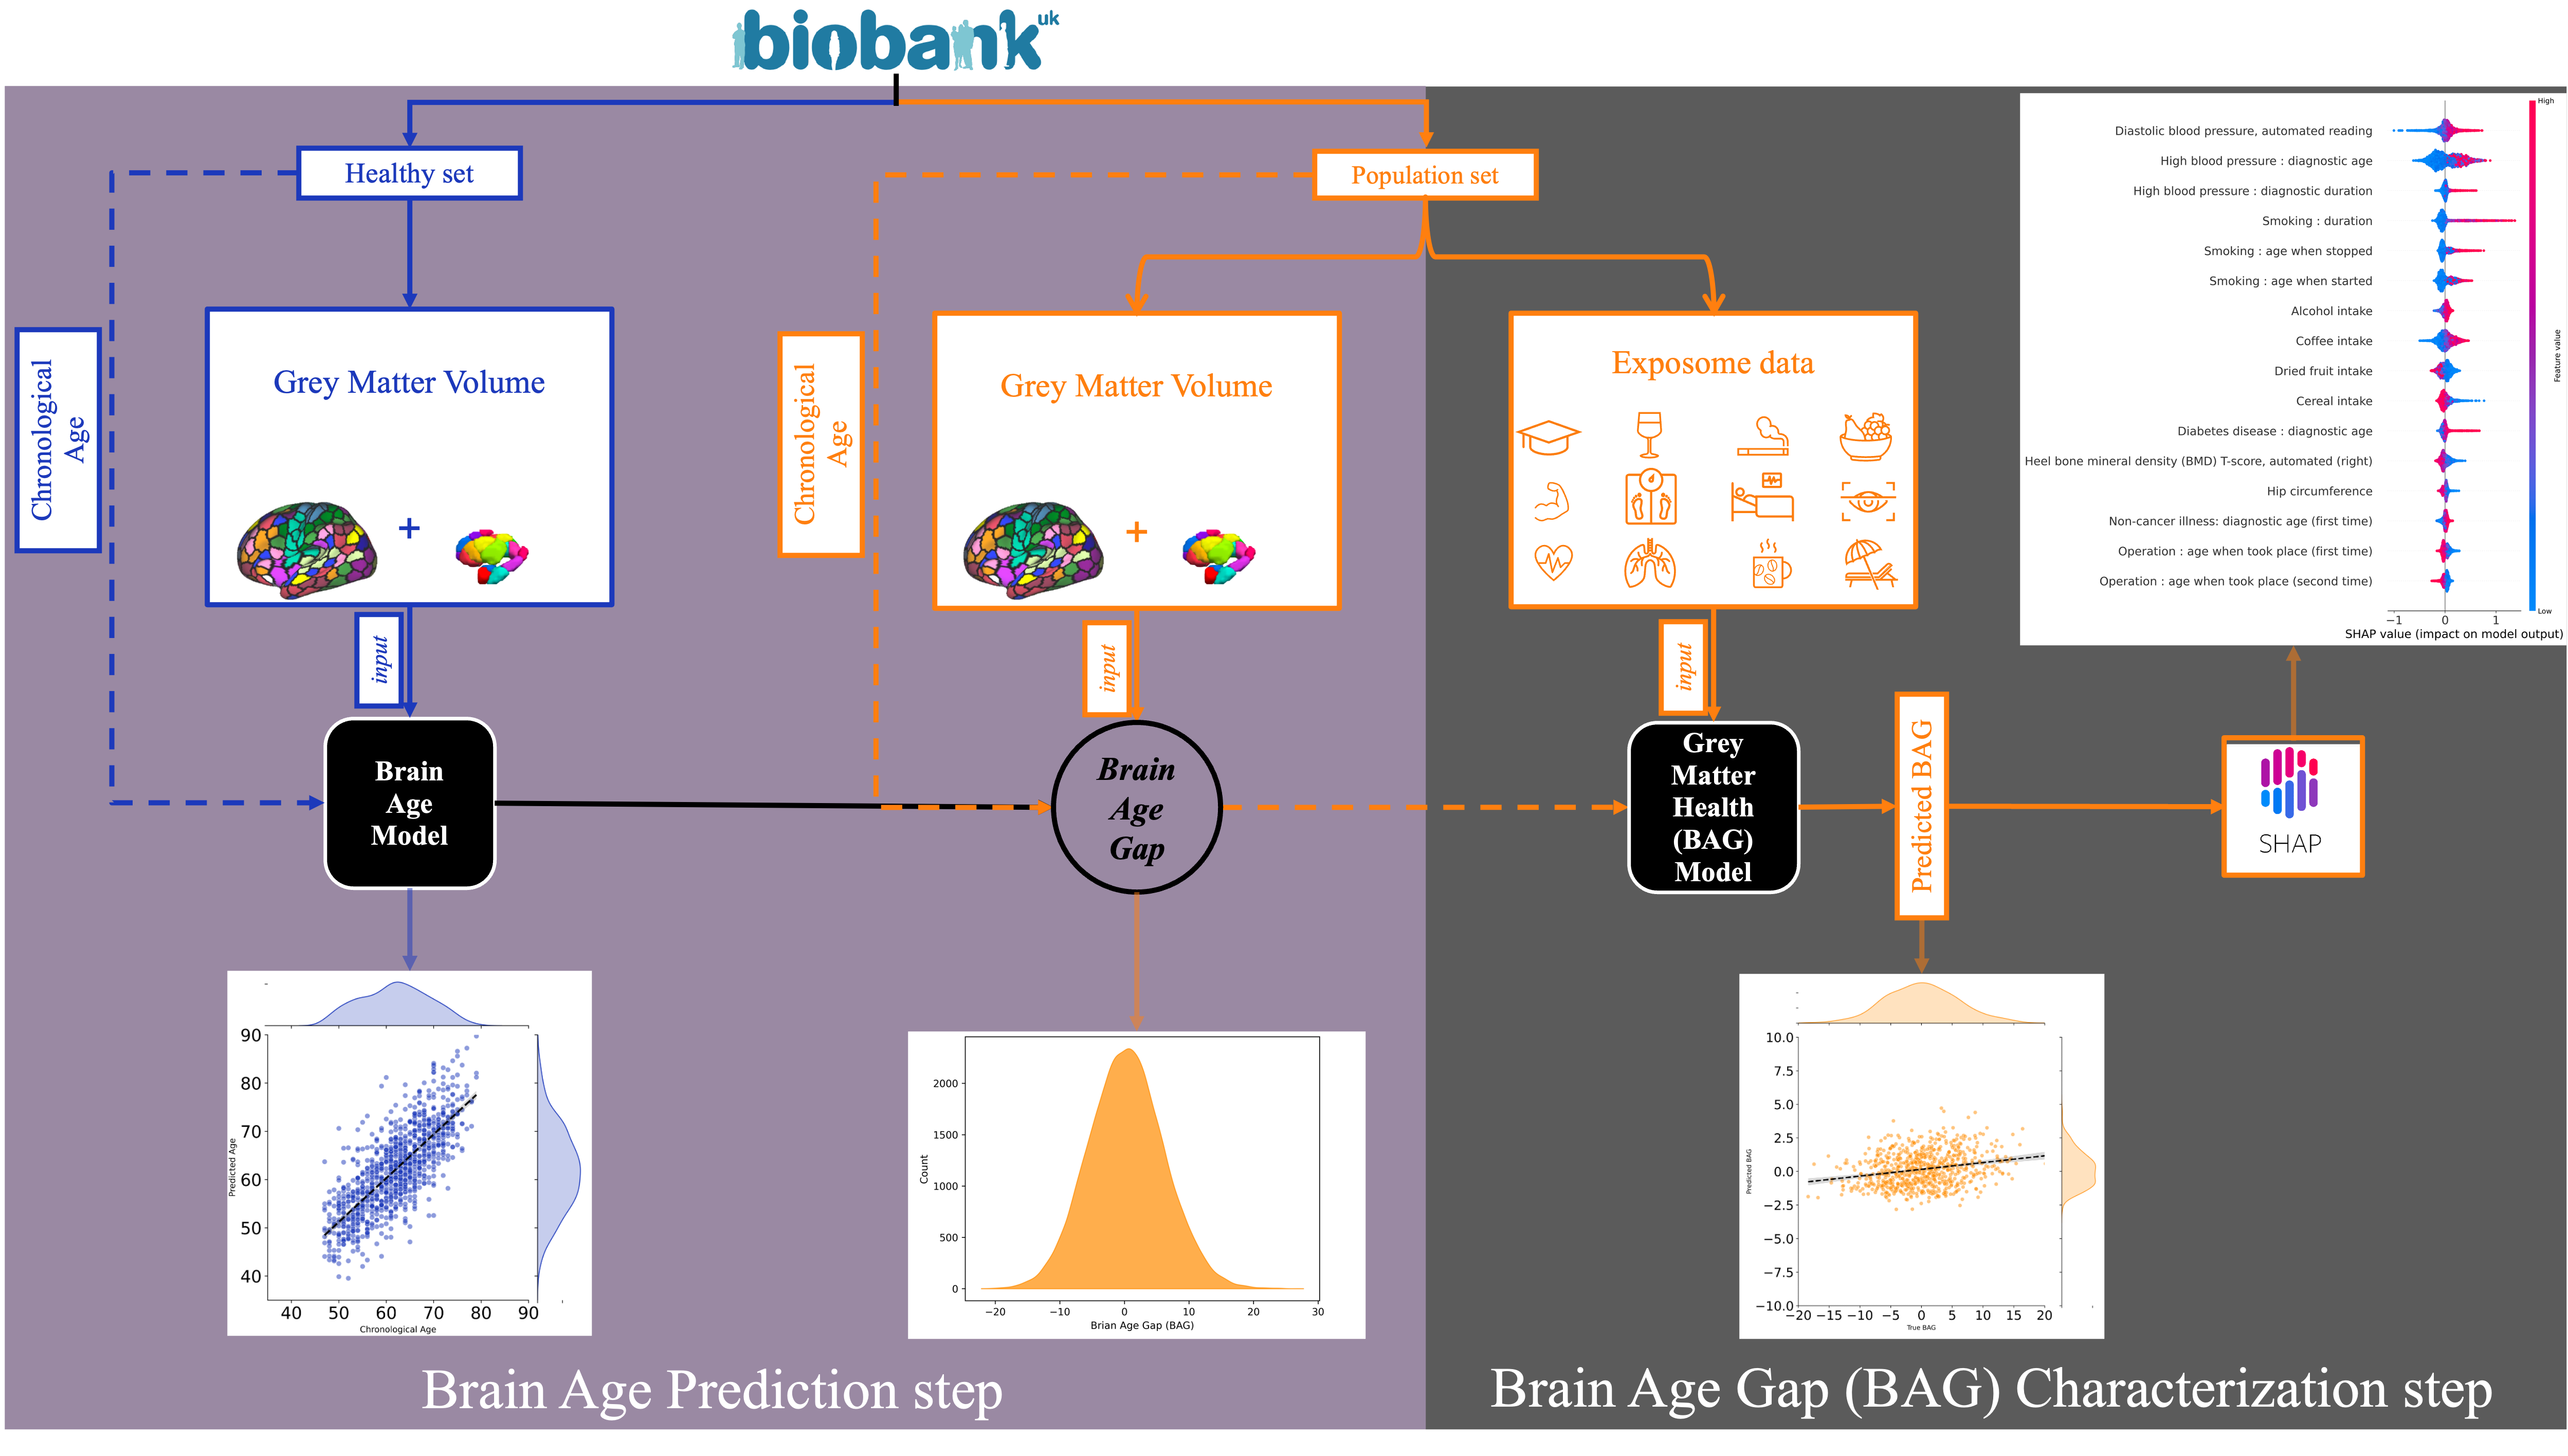 biobank uk
Healthy set
Population set
Chronological
Age
Grey Matter Volume
+
input
Brain
Age
Model
Chronological
Age
Grey Matter Volume
+
input
Brain
Age
Gap
Exposome data
input
Grey
Matter
Health
(BAG)
Model
Predicted BAG
SHAP
High
Diastolic blood pressure, automated reading
High blood pressure : diagnostic age
High blood pressure : diagnostic duration
Smoking : duration
Smoking : age when stopped
Smoking : age when started
Alcohol intake
Coffee intake
Dried fruit intake
Cereal intake
Diabetes disease : diagnostic age
Heel bone mineral density (BMD) T-score, automated (right)
Hip circumference
Non-cancer illness: diagnostic age (first time)
Operation : age when took place (first time)
Operation : age when took place (second time)
Feature value
Low
−1 0 1
SHAP value (impact on model output)
90
80
70
60
50
40
Predicted Age
40 50 60 70 80 90
Chronological Age
2000
1500
1000
500
0
Count
−20 −10 0 10 20 30
Brian Age Gap (BAG)
10.0
7.5
5.0
2.5
0.0
−2.5
−5.0
−7.5
−10.0
Predicted BAG
−20 −15 −10 −5 0 5 10 15 20
True BAG
Brain Age Prediction step
Brain Age Gap (BAG) Characterization step